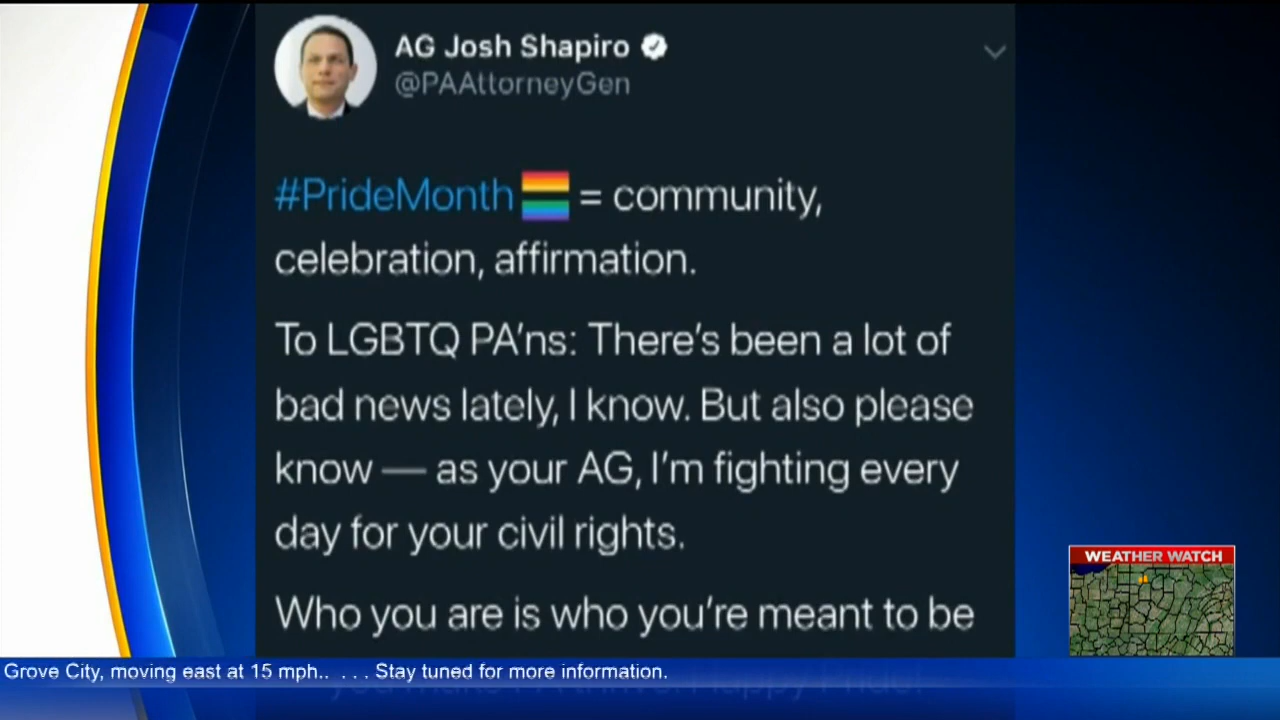 AG Josh Shapiro
@PAAttorneyGen
#PrideMonth = community,
celebration, affirmation.
To LGBTQ PA'ns: There's been a lot of
bad news lately, I know. But also please
know — as your AG, I'm fighting every
day for your civil rights.
Who you are is who you're meant to be
WEATHER WATCH
Grove City, moving east at 15 mph.. . . . Stay tuned for more information.